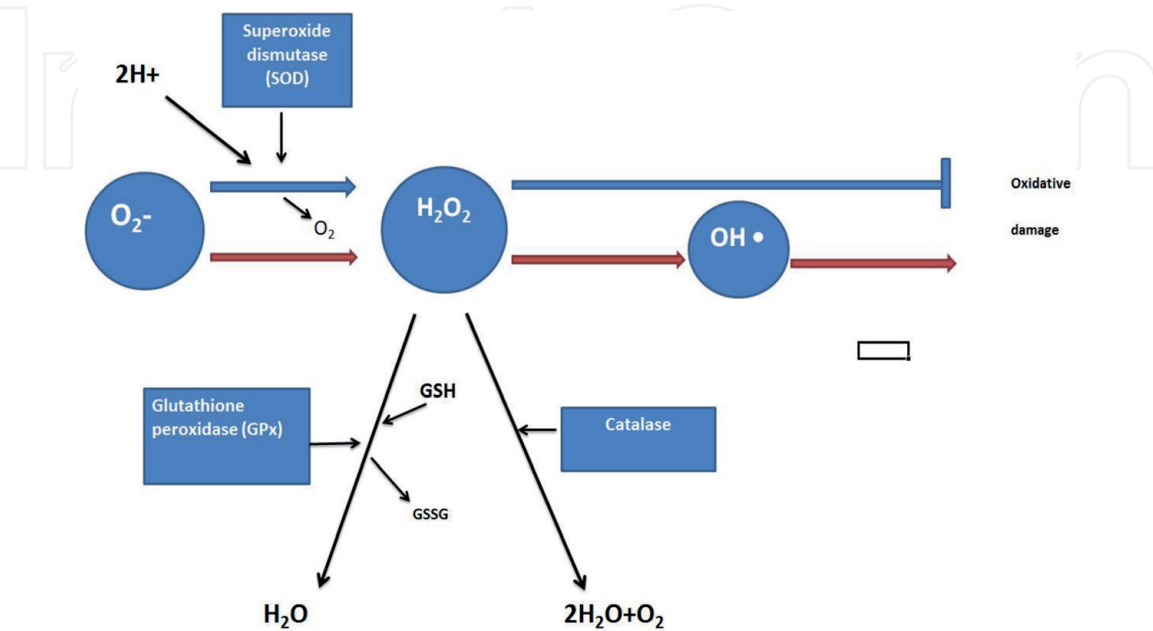 Superoxide
dismutase
(SOD)
2H+
O₂-
O₂
H₂O₂
OH •
Oxidative
damage
GSH
Glutathione
peroxidase (GPx)
Catalase
GSSG
H₂O
2H₂O+O₂